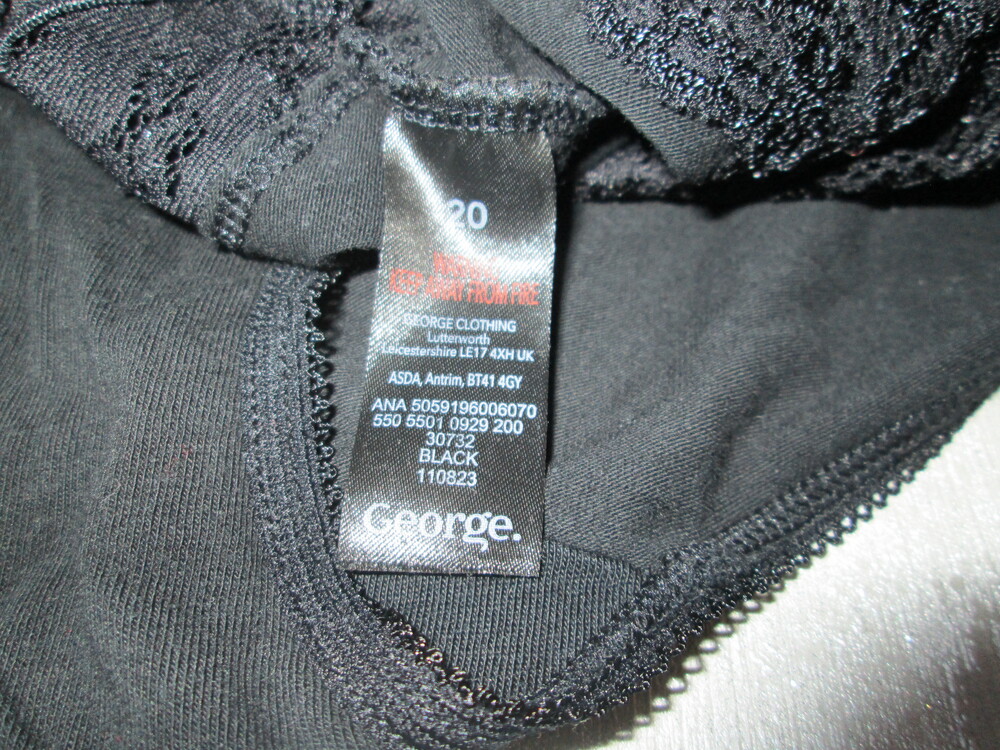 20
AWAY FROM FIRE
GEORGE CLOTHING
Lutterworth
Leicestershire LE17 4XH UK
ASDA, Antrim, BT41 4GY
ANA 5059196006070
550 5501 0929 200
30732
BLACK
110823
George.